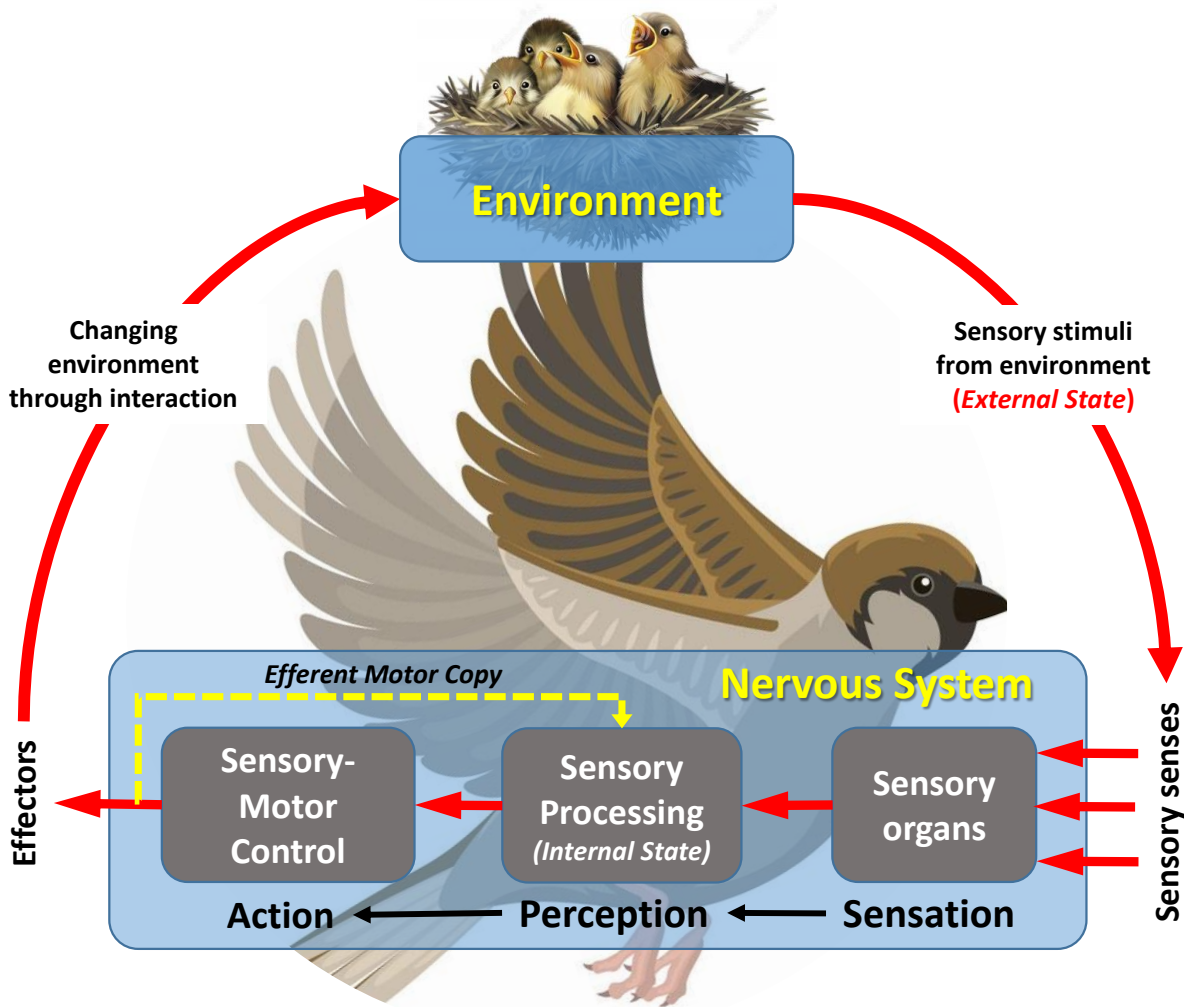 Environment
Changing
environment
through interaction
Sensory stimuli
from environment
(External State)
Efferent Motor Copy
Nervous System
Effectors
Sensory-
Motor
Control
Sensory
Processing
(Internal State)
Sensory
organs
Sensory senses
Action
Perception
Sensation